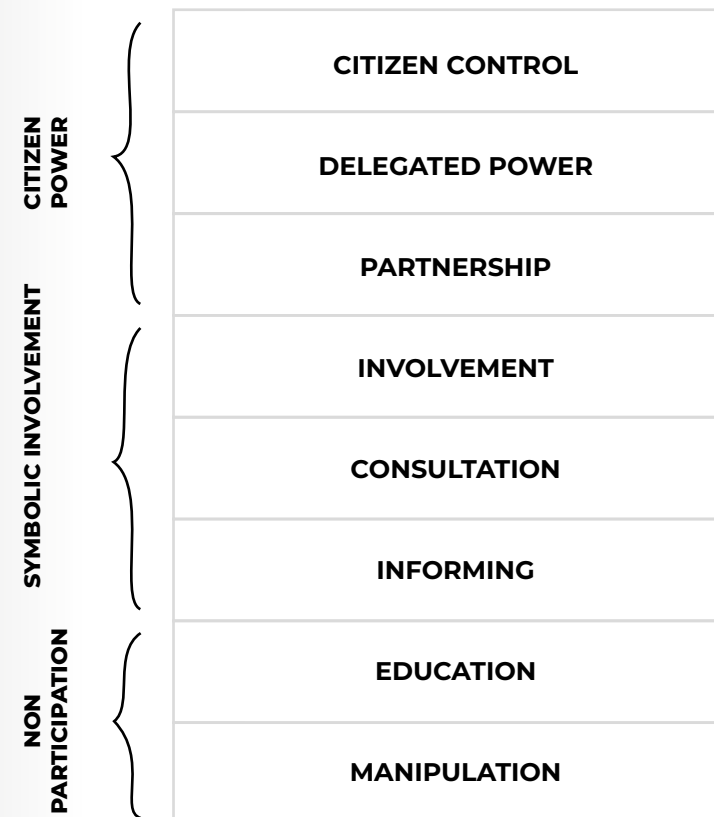 CITIZEN
POWER
CITIZEN CONTROL
DELEGATED POWER
PARTNERSHIP
SYMBOLIC INVOLVEMENT
INVOLVEMENT
CONSULTATION
INFORMING
NON
PARTICIPATION
EDUCATION
MANIPULATION